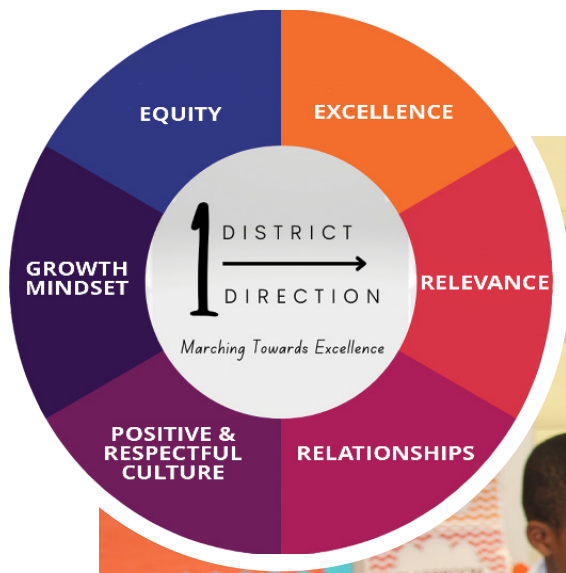 EQUITY
EXCELLENCE
RELEVANCE
RELATIONSHIPS
POSITIVE &
RESPECTFUL
CULTURE
GROWTH
MINDSET
1
DISTRICT
DIRECTION
Marching Towards Excellence